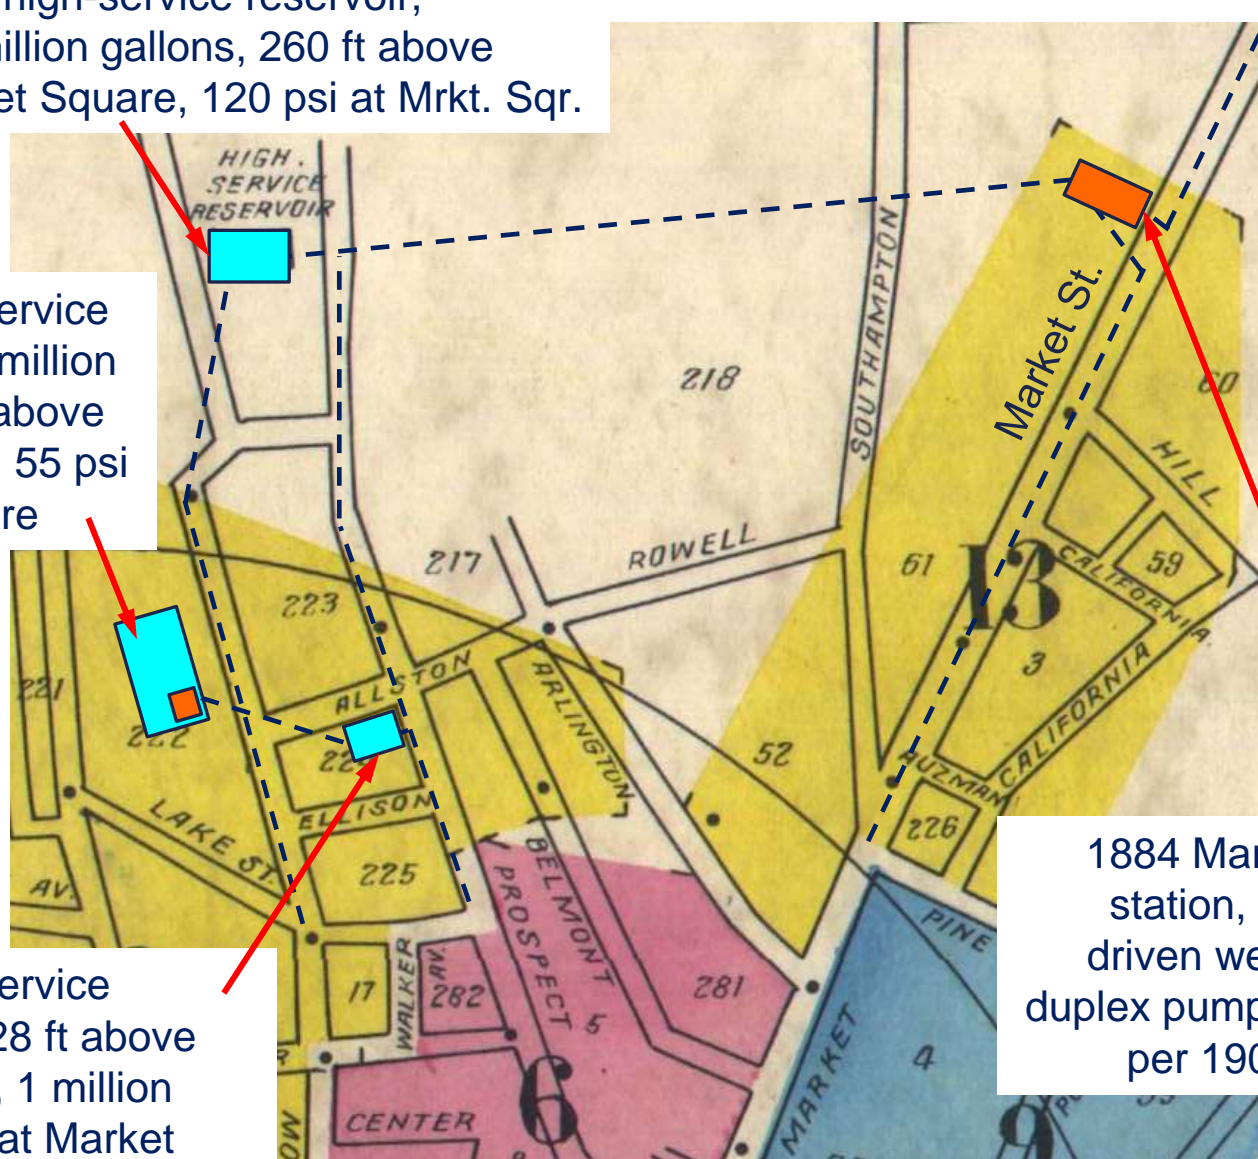 high-service reservoir,
million gallons, 260 ft above
et Square, 120 psi at Mrkt. Sqr.
HIGH.
SERVICE
RESERVOIR
ervice
million
above
55 psi
re
218
SOUTHAMPTON
Market St.
60
HILL
217
ROWELL
61
13
CALIFORNIA
59
223
3
CALIFORNIA
221
ALLSTON
ARLINGTON
222
52
AUZMAN
LAKE ST.
ELLISON
226
AV.
225
BELMONT
PROSPECT
PINE
1884 Mar
station,
driven we
duplex pump
per 190
17
WALKER
AV.
282
281
5
MARKET
4
ervice
28 ft above
, 1 million
at Market
CENTER
6
9
MO